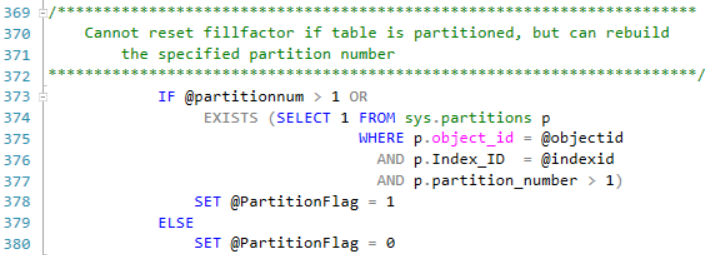 369 /**********************************************************************
370 Cannot reset fillfactor if table is partitioned, but can rebuild
371 the specified partition number
372 ***********************************************************************/
373 IF @partitionnum > 1 OR
374 EXISTS (SELECT 1 FROM sys.partitions p
375 WHERE p.object_id = @objectid
376 AND p.Index_ID = @indexid
377 AND p.partition_number > 1)
378 SET @PartitionFlag = 1
379 ELSE
380 SET @PartitionFlag = 0